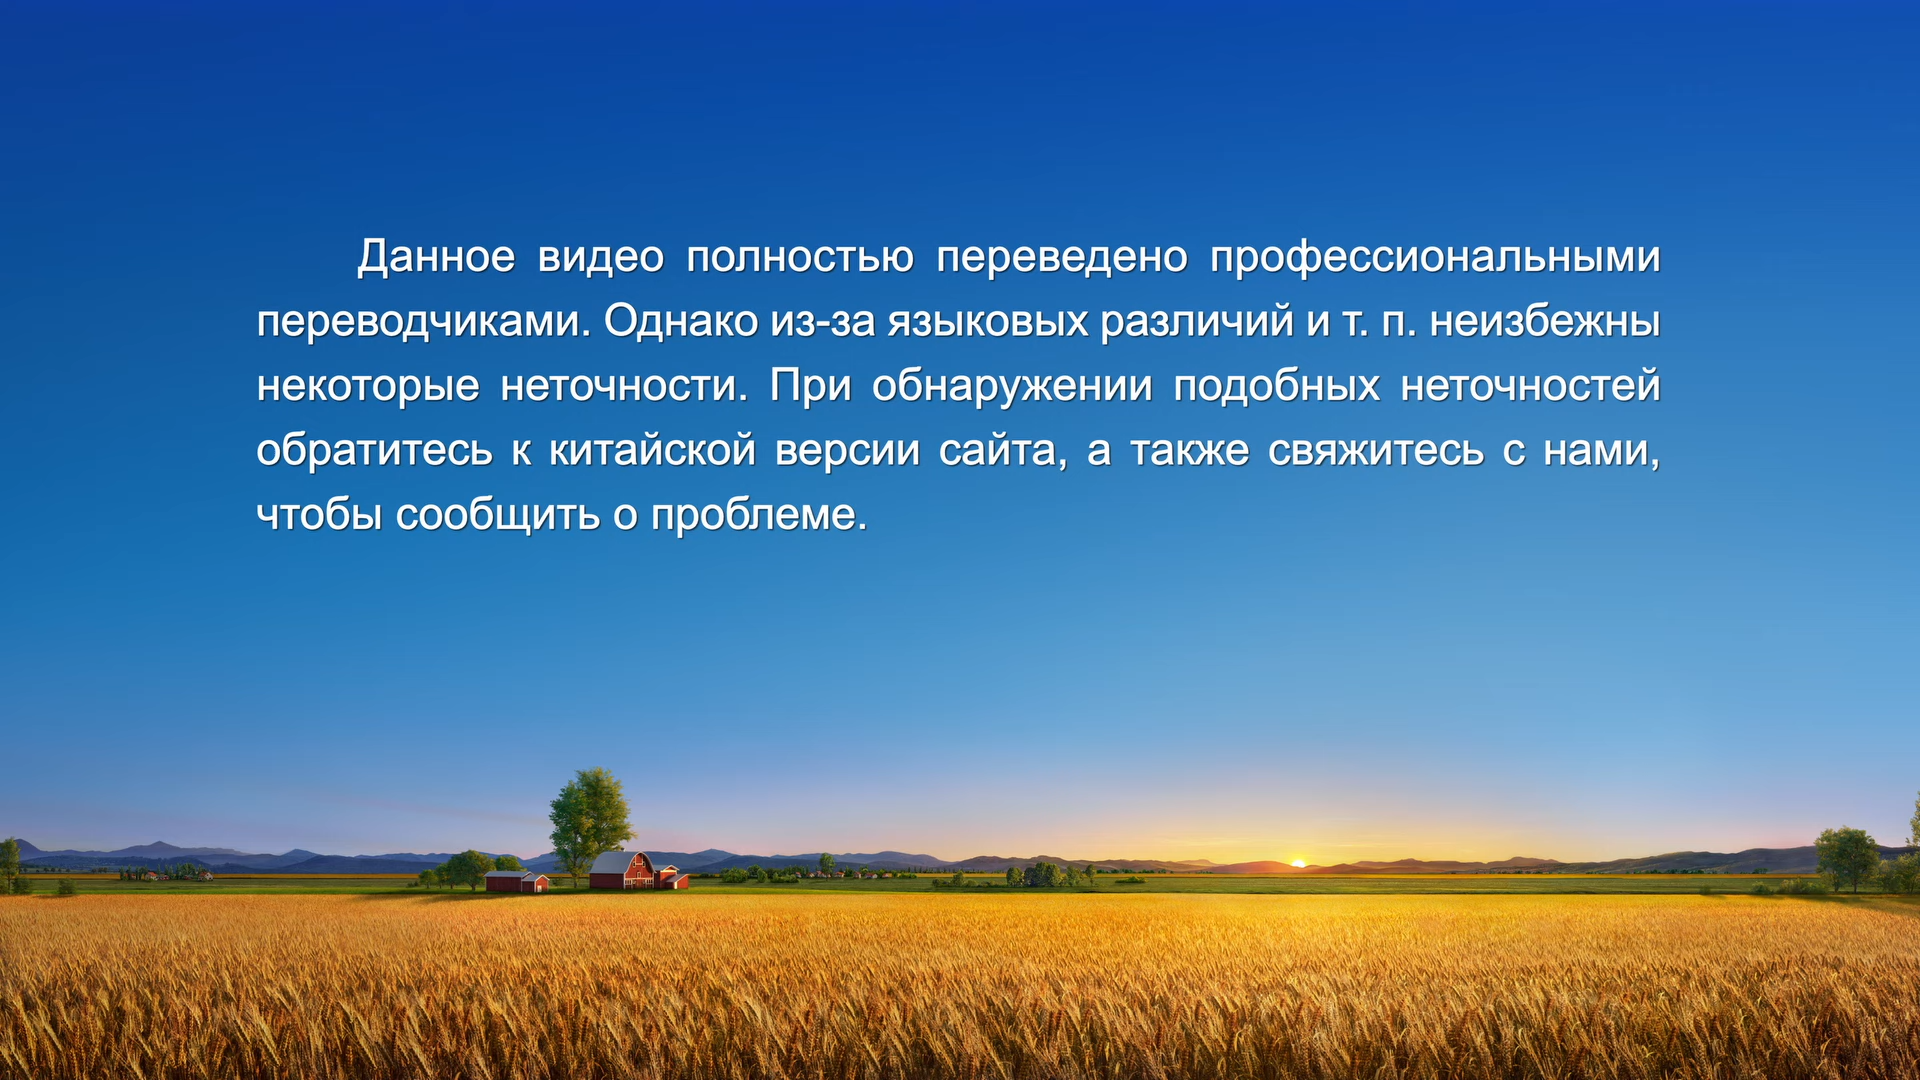 Данное видео полностью переведено профессиональными
переводчиками. Однако из-за языковых различий и т. п. неизбежны
некоторые неточности. При обнаружении подобных неточностей
обратитесь к китайской версии сайта, а также свяжитесь с нами,
чтобы сообщить о проблеме.